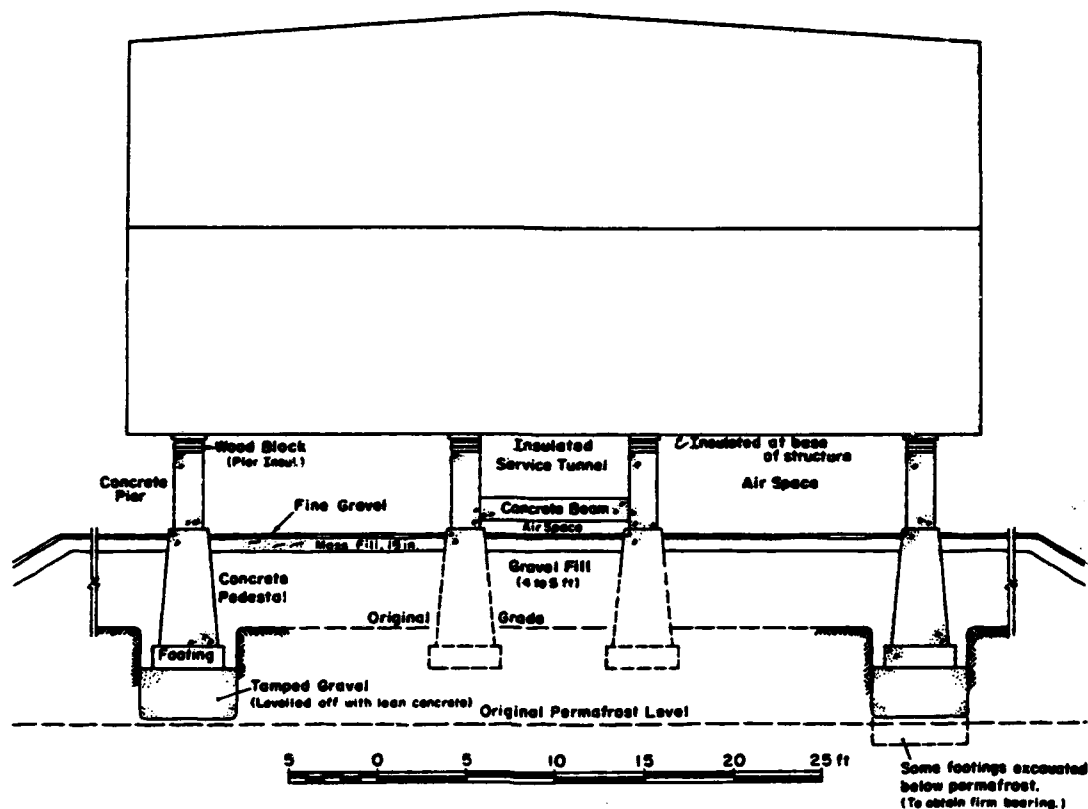 Wood Block
(Pier Insul.)
Insulated
Service Tunnel
Insulated at base
of structure
Concrete
Pier
Air Space
Fine Gravel
Concrete Beam
Air Space
Moss Fill, in.
Gravel Fill
(4 to 5 ft)
Concrete
Pedestal
Original Grade
Footing
Tamped Gravel
(Levelled off with lean concrete)
Original Permafrost Level
5 0 5 10 15 20 25 ft
Some footings excavated
below permafrost.
(To obtain firm bearing.)